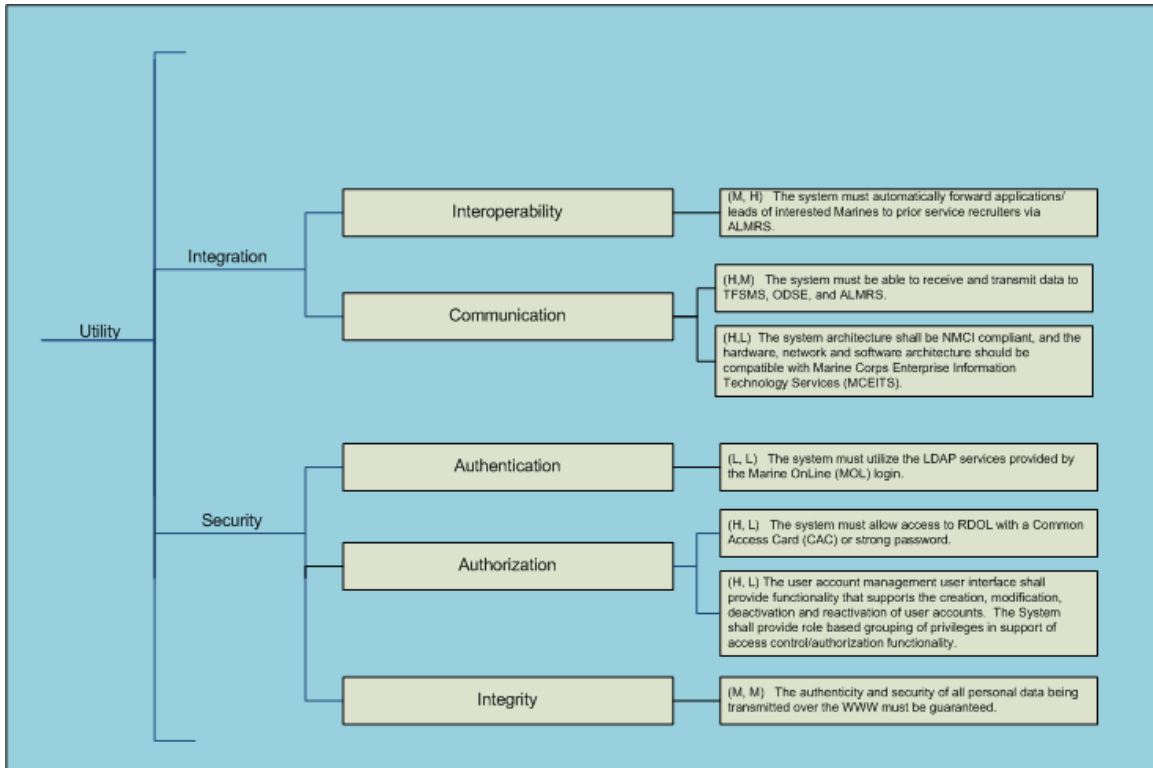 Utility
Integration
Interoperability
(M, H)   The system must automatically forward applications/
leads of interested Marines to prior service recruiters via
ALMRS.
Communication
(H,M)   The system must be able to receive and transmit data to
TFSMS, ODSE, and ALMRS.
(H,L)  The system architecture shall be NMCI compliant, and the
hardware, network and software architecture should be
compatible with Marine Corps Enterprise Information
Technology Services (MCEITS).
Security
Authentication
(L, L)   The system must utilize the LDAP services provided by
the Marine OnLine (MOL) login.
Authorization
(H, L)   The system must allow access to RDOL with a Common
Access Card (CAC) or strong password.
(H, L) The user account management user interface shall
provide functionality that supports the creation, modification,
deactivation and reactivation of user accounts.  The System
shall provide role based grouping of privileges in support of
access control/authorization functionality.
Integrity
(M, M)   The authenticity and security of all personal data being
transmitted over the WWW must be guaranteed.